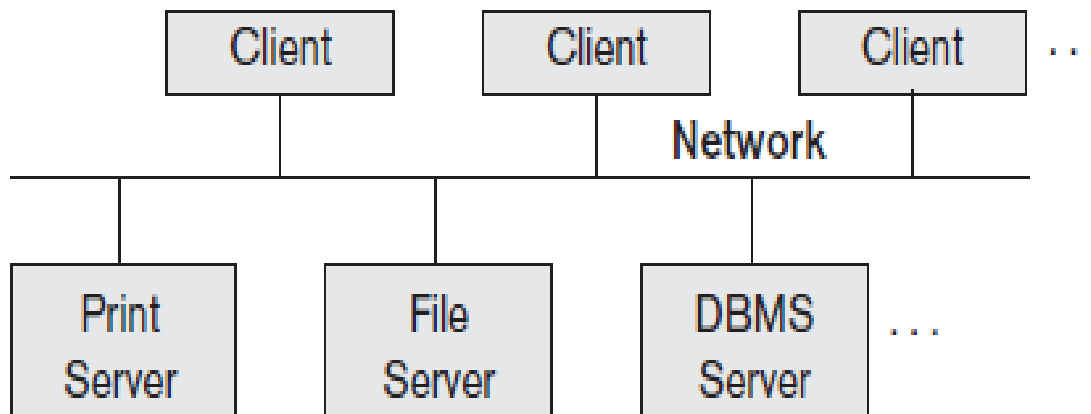 Client
Client
Client
. .
Network
Print
Server
File
Server
DBMS
Server
. . .